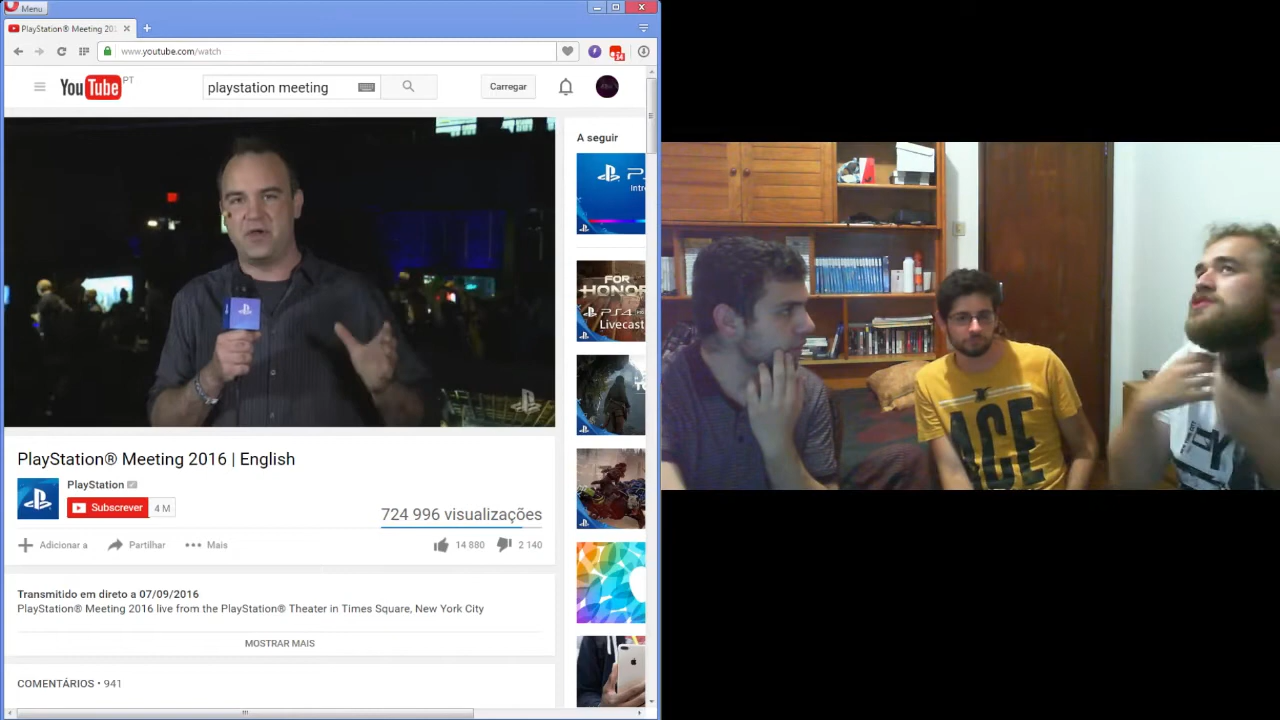 Menu
PlayStation® Meeting 201
www.youtube.com/watch
14
YouTube PT
playstation meeting
Carregar
A seguir
Intro
FOR
HONOR
PS4
Livecast
PlayStation® Meeting 2016 | English
PlayStation
Subscrever 4 M
724 996 visualizações
Adicionar a Partilhar Mais
14 880 2 140
Transmitido em direto a 07/09/2016
PlayStation® Meeting 2016 live from the PlayStation® Theater in Times Square, New York City
MOSTRAR MAIS
COMENTÁRIOS • 941
ACE